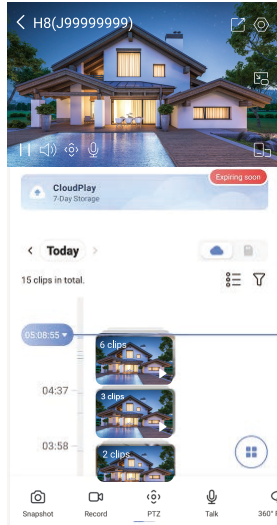 H8(J99999999)
Expiring soon
CloudPlay
7-Day Storage
Today
15 clips in total.
05:08:55
6 clips
04:37
3 clips
03:58
2 clips
Snapshot
Record
PTZ
Talk
360°